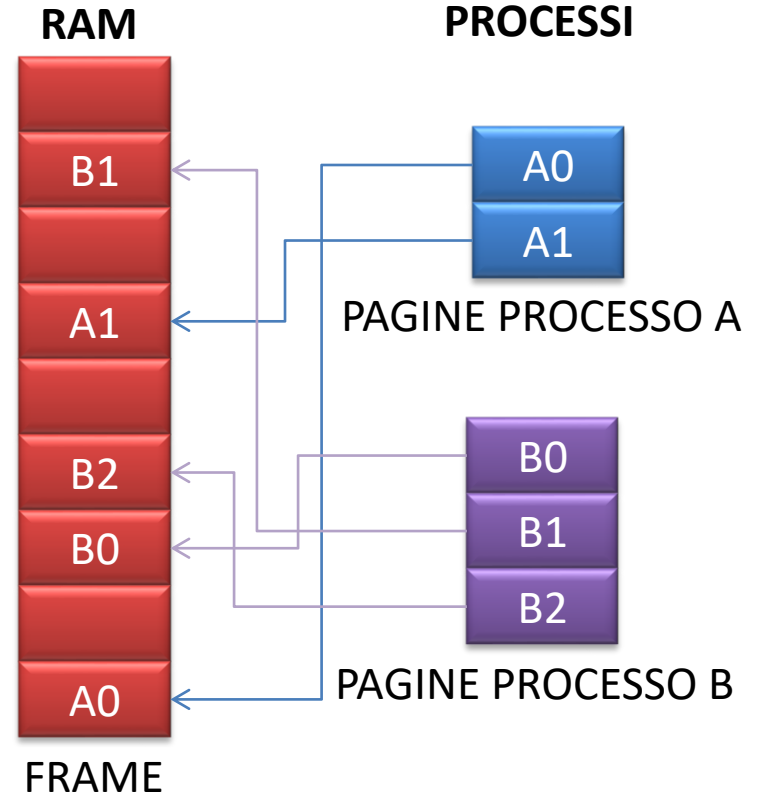 RAM
B1
A1
B2
B0
A0
FRAME
PROCESSI
A0
A1
PAGINE PROCESSO A
B0
B1
B2
PAGINE PROCESSO B